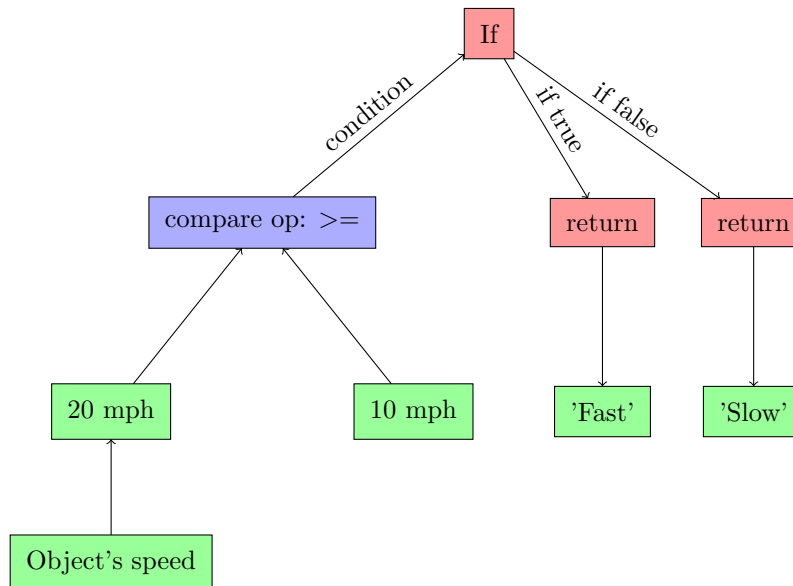 If
condition
if true
if false
compare op: >=
return
return
20 mph
10 mph
'Fast'
'Slow'
Object's speed